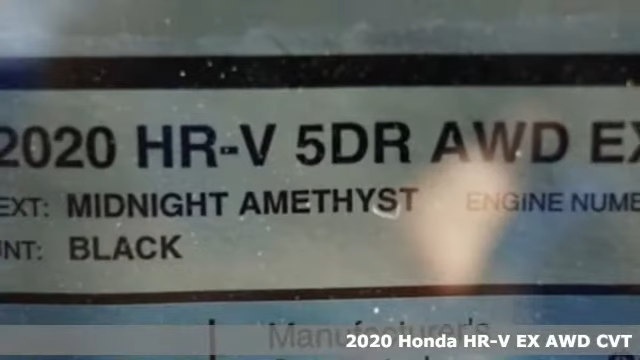 2020 HR-V 5DR AWD EX
EXT: MIDNIGHT AMETHYST ENGINE NUMBE
INT: BLACK
Manufacturer's
2020 Honda HR-V EX AWD CVT